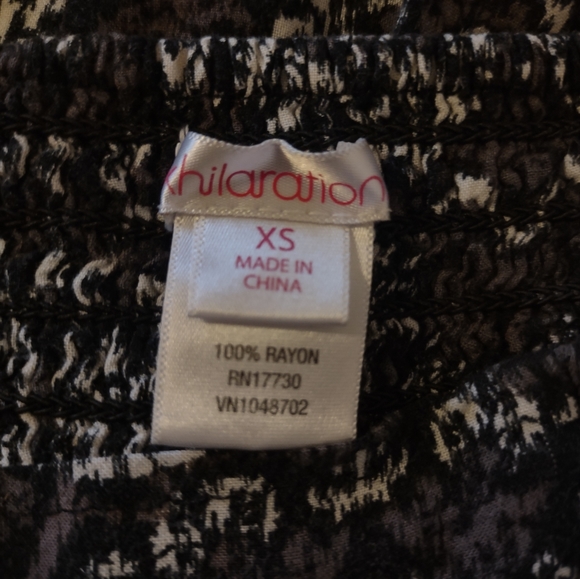 xhilaration
XS
MADE IN
CHINA
100% RAYON
RN17730
VN1048702